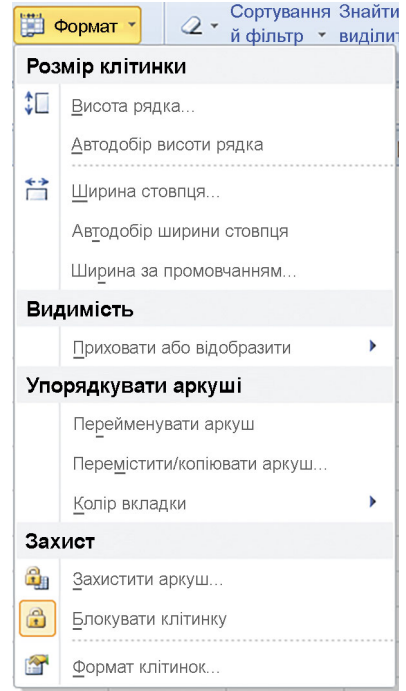 Формат
Сортування
й фільтр
Знайти
Розмір клітинки
Висота рядка...
Автодобір висоти рядка
Ширина стовпця...
Автодобір ширини стовпця
Ширина за промовчанням...
Видимість
Приховати або відобразити
Упорядкувати аркуші
Перейменувати аркуш
Перемістити/копіювати аркуш...
Колір вкладки
Захист
Захистити аркуш...
Блокувати клітинку
Формат клітинок...